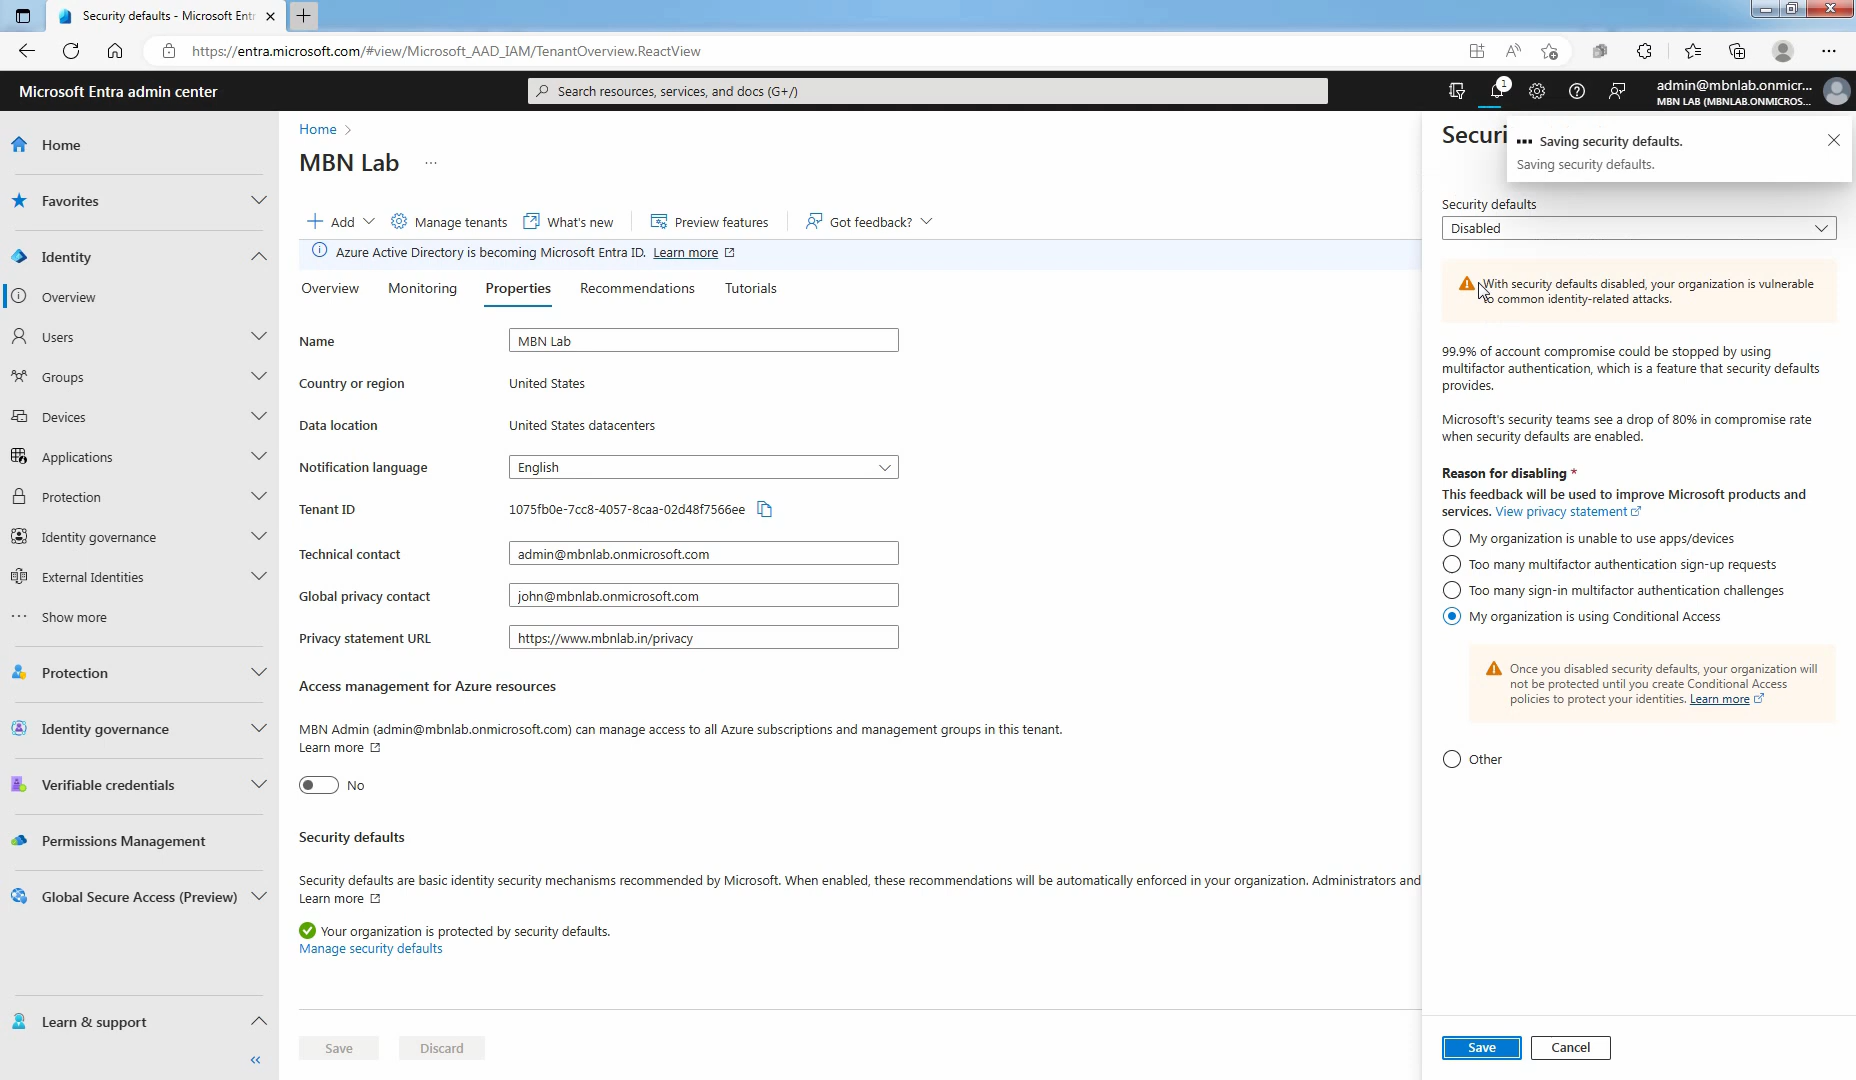 Security defaults - Microsoft Entr
https://entra.microsoft.com/#view/Microsoft_AAD_IAM/TenantOverview.ReactView
Microsoft Entra admin center
Search resources, services, and docs (G+/)
1
admin@mbnlab.onmicr...
MBN LAB (MBNLAB.ONMICROS...
Home
Favorites
Identity
Overview
Users
Groups
Devices
Applications
Protection
Identity governance
External Identities
Show more
Protection
Identity governance
Verifiable credentials
Permissions Management
Global Secure Access (Preview)
Learn & support
Home
MBN Lab
Add
Manage tenants
What's new
Preview features
Got feedback?
Azure Active Directory is becoming Microsoft Entra ID. Learn more
Overview
Monitoring
Properties
Recommendations
Tutorials
Name
MBN Lab
Country or region
United States
Data location
United States datacenters
Notification language
English
Tenant ID
1075fb0e-7cc8-4057-8caa-02d48f7566ee
Technical contact
admin@mbnlab.onmicrosoft.com
Global privacy contact
john@mbnlab.onmicrosoft.com
Privacy statement URL
https://www.mbnlab.in/privacy
Access management for Azure resources
MBN Admin (admin@mbnlab.onmicrosoft.com) can manage access to all Azure subscriptions and management groups in this tenant.
Learn more
No
Security defaults
Security defaults are basic identity security mechanisms recommended by Microsoft. When enabled, these recommendations will be automatically enforced in your organization. Administrators and
Learn more
Your organization is protected by security defaults.
Manage security defaults
Save
Discard
Securi
Saving security defaults.
Saving security defaults.
Security defaults
Disabled
With security defaults disabled, your organization is vulnerable
to common identity-related attacks.
99.9% of account compromise could be stopped by using
multifactor authentication, which is a feature that security defaults
provides.
Microsoft's security teams see a drop of 80% in compromise rate
when security defaults are enabled.
Reason for disabling *
This feedback will be used to improve Microsoft products and
services. View privacy statement
My organization is unable to use apps/devices
Too many multifactor authentication sign-up requests
Too many sign-in multifactor authentication challenges
My organization is using Conditional Access
Once you disabled security defaults, your organization will
not be protected until you create Conditional Access
policies to protect your identities. Learn more
Other
Save
Cancel